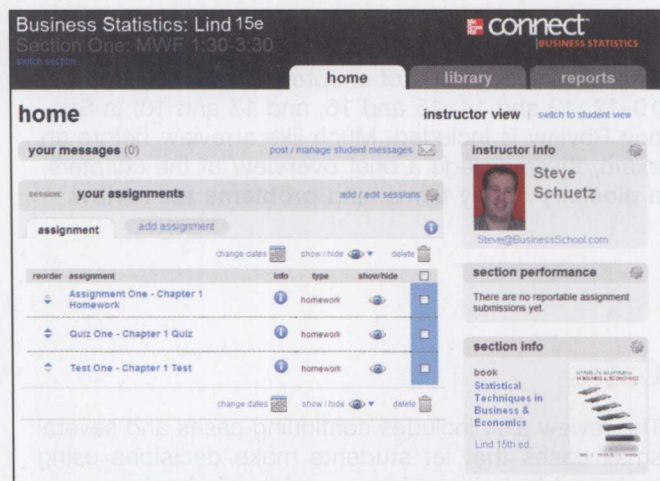 Business Statistics: Lind 15e
Section One: MWF 1:30-3:30
switch section...
connect
BUSINESS STATISTICS
home
library
reports
home
instructor view | switch to student view
your messages (0)
post / manage student messages
session: your assignments
add / edit sessions
assignment
add assignment
change dates
show / hide
delete
reorder assignment info type show/hide
Assignment One - Chapter 1
Homework
homework
Quiz One - Chapter 1 Quiz
homework
Test One - Chapter 1 Test
homework
change dates
show / hide
delete
instructor info
Steve
Schuetz
Steve@BusinessSchool.com
section performance
There are no reportable assignment
submissions yet.
section info
book
Statistical
Techniques in
Business &
Economics
Lind 15th ed